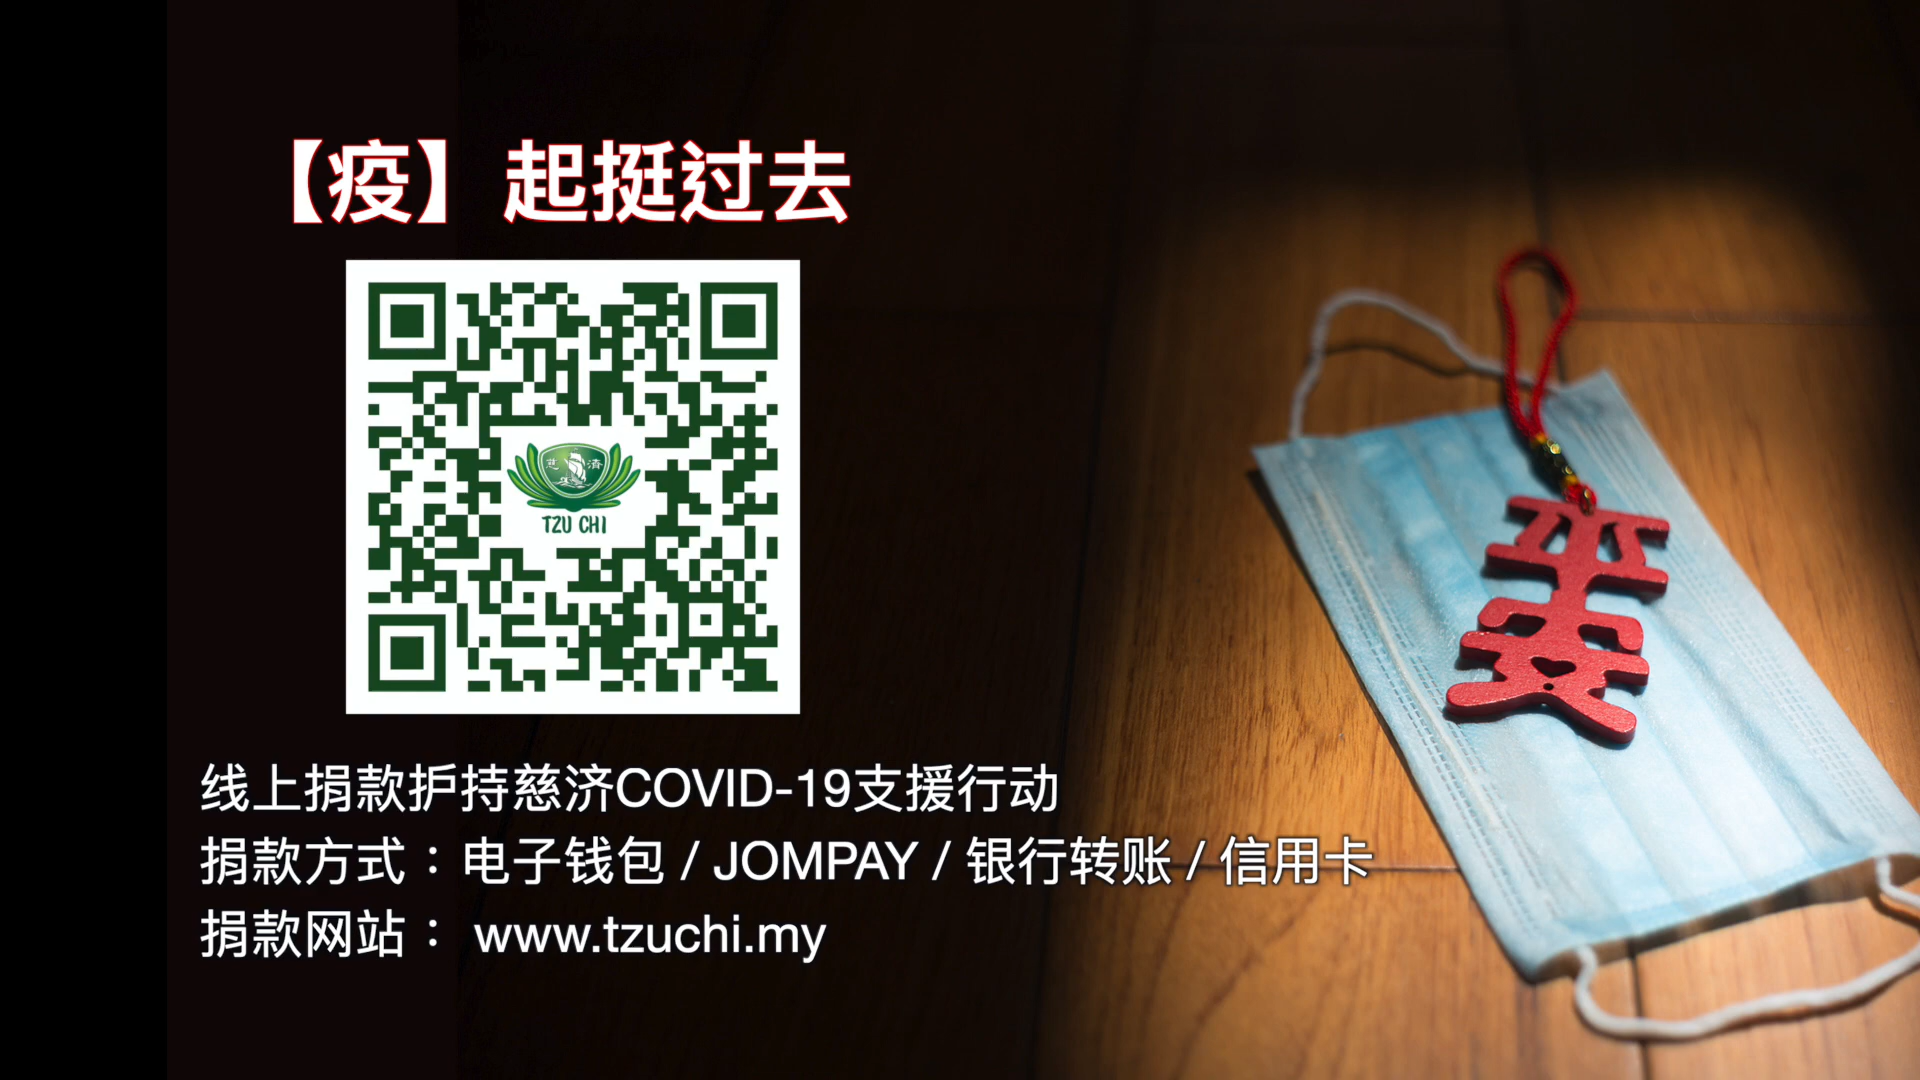 【疫】起挺过去
慈濟
TZU CHI
线上捐款护持慈济COVID-19支援行动
捐款方式：电子钱包 / JOMPAY / 银行转账 / 信用卡
捐款网站： www.tzuchi.my
平安